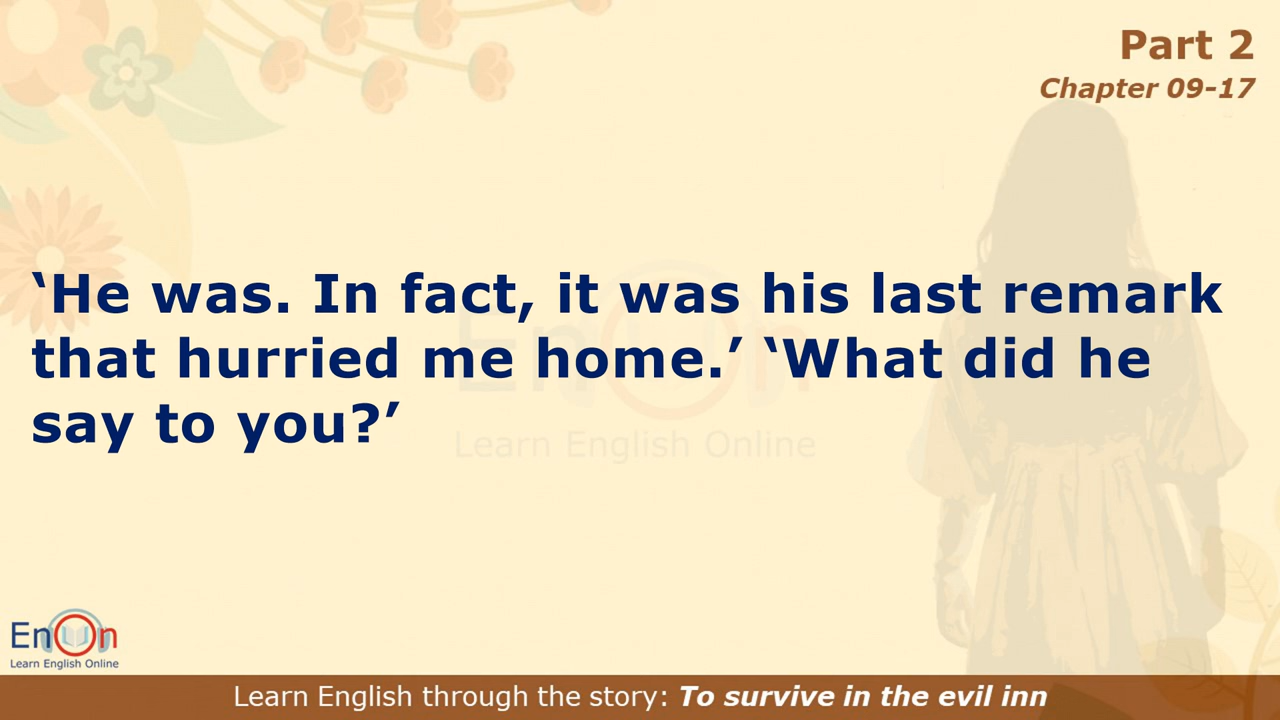 Part 2
Chapter 09-17
‘He was. In fact, it was his last remark
that hurried me home.’ ‘What did he
say to you?’
EnOn
Learn English Online
EnOn
Learn English Online
Learn English through the story: To survive in the evil inn